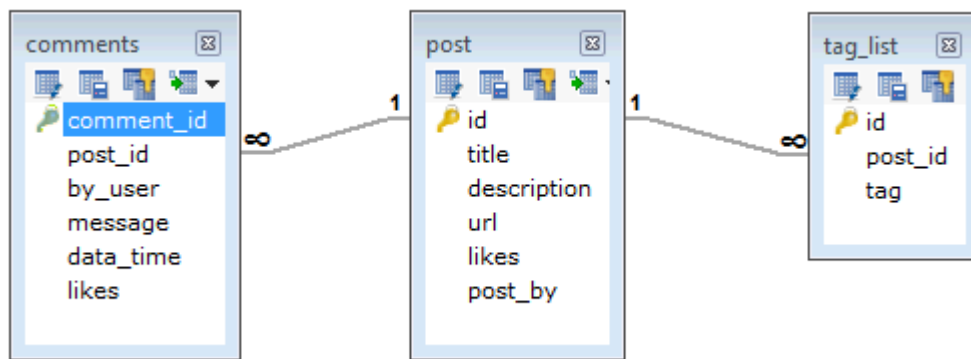 comments
comment_id
post_id
by_user
message
data_time
likes
∞
1
post
id
title
description
url
likes
post_by
1
∞
tag_list
id
post_id
tag